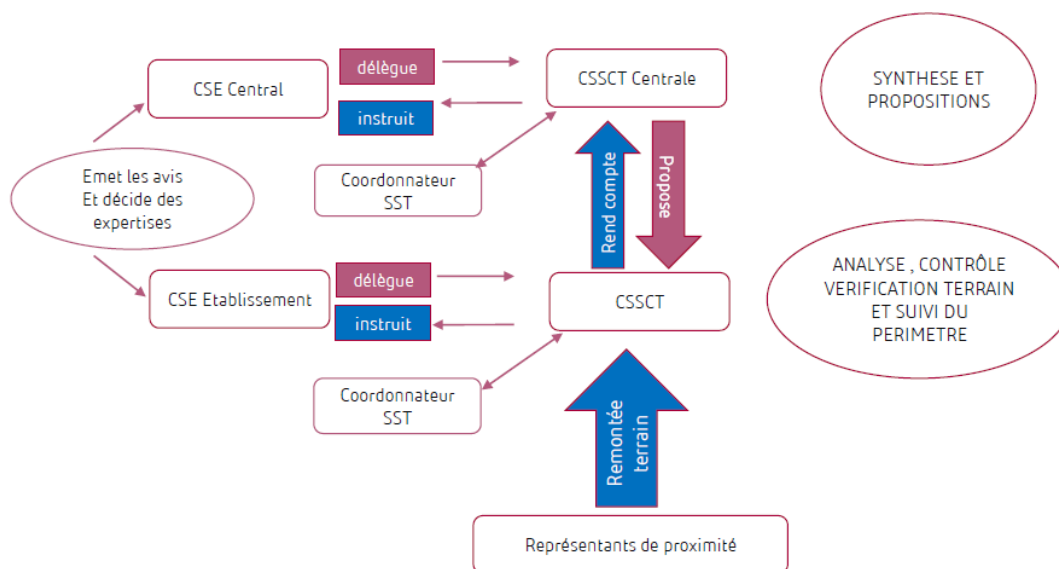 CSE Central
délègue
instruit
CSSCT Centrale
SYNTHESE ET
PROPOSITIONS
Emet les avis
Et décide des
expertises
Coordonnateur
SST
Rend compte
Propose
CSE Etablissement
délègue
instruit
CSSCT
ANALYSE , CONTRÔLE
VERIFICATION TERRAIN
ET SUIVI DU
PERIMETRE
Coordonnateur
SST
Remontée
terrain
Représentants de proximité